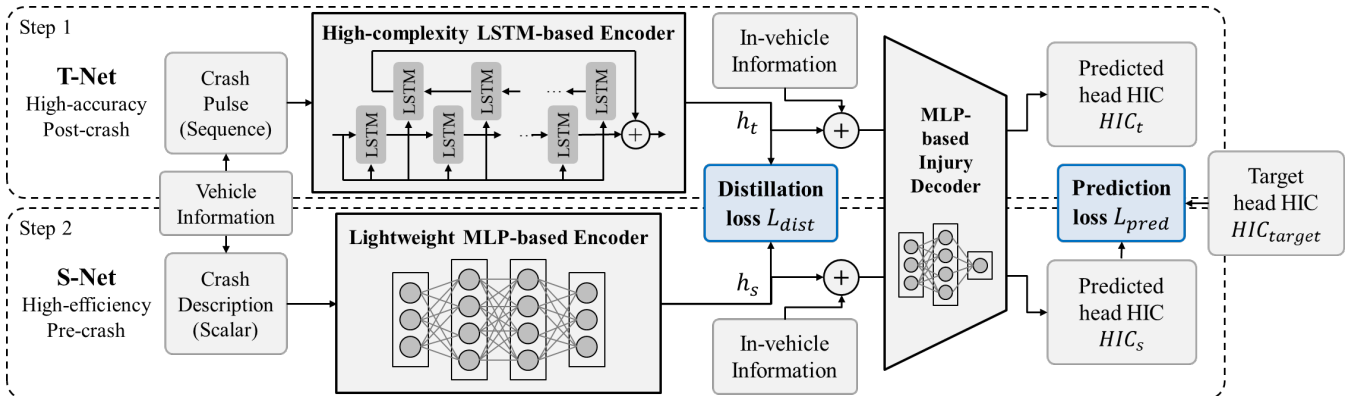 Step 1
T-Net
High-accuracy
Post-crash
Crash
Pulse
(Sequence)
High-complexity LSTM-based Encoder
LSTM
LSTM
LSTM
LSTM
LSTM
LSTM
...
...
+
In-vehicle
Information
h_t
+
MLP-
based
Injury
Decoder
Predicted
head HIC
HIC_t
Vehicle
Information
Distillation
loss L_dist
Prediction
loss L_pred
Target
head HIC
HIC_target
Step 2
S-Net
High-efficiency
Pre-crash
Crash
Description
(Scalar)
Lightweight MLP-based Encoder
h_s
+
In-vehicle
Information
Predicted
head HIC
HIC_s